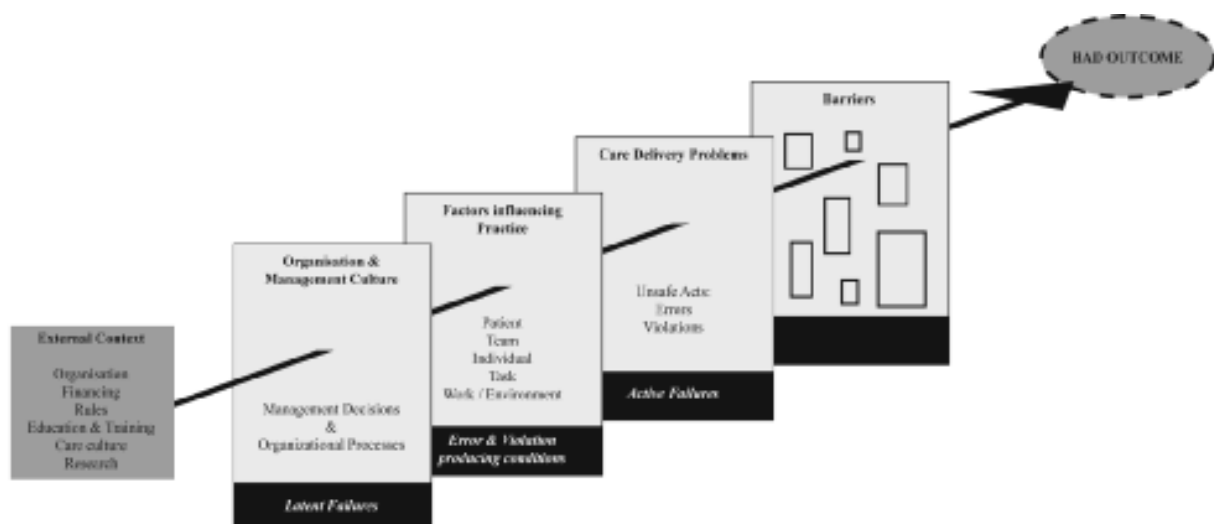 External Context
Organisation
Financing
Rules
Education & Training
Care culture
Research
Organisation &
Management Culture
Management Decisions
&
Organizational Processes
Latent Failures
Factors influencing
Practice
Patient
Team
Individual
Task
Work / Environment
Error & Violation
producing conditions
Care Delivery Problems
Unsafe Acts:
Errors
Violations
Active Failures
Barriers
BAD OUTCOME